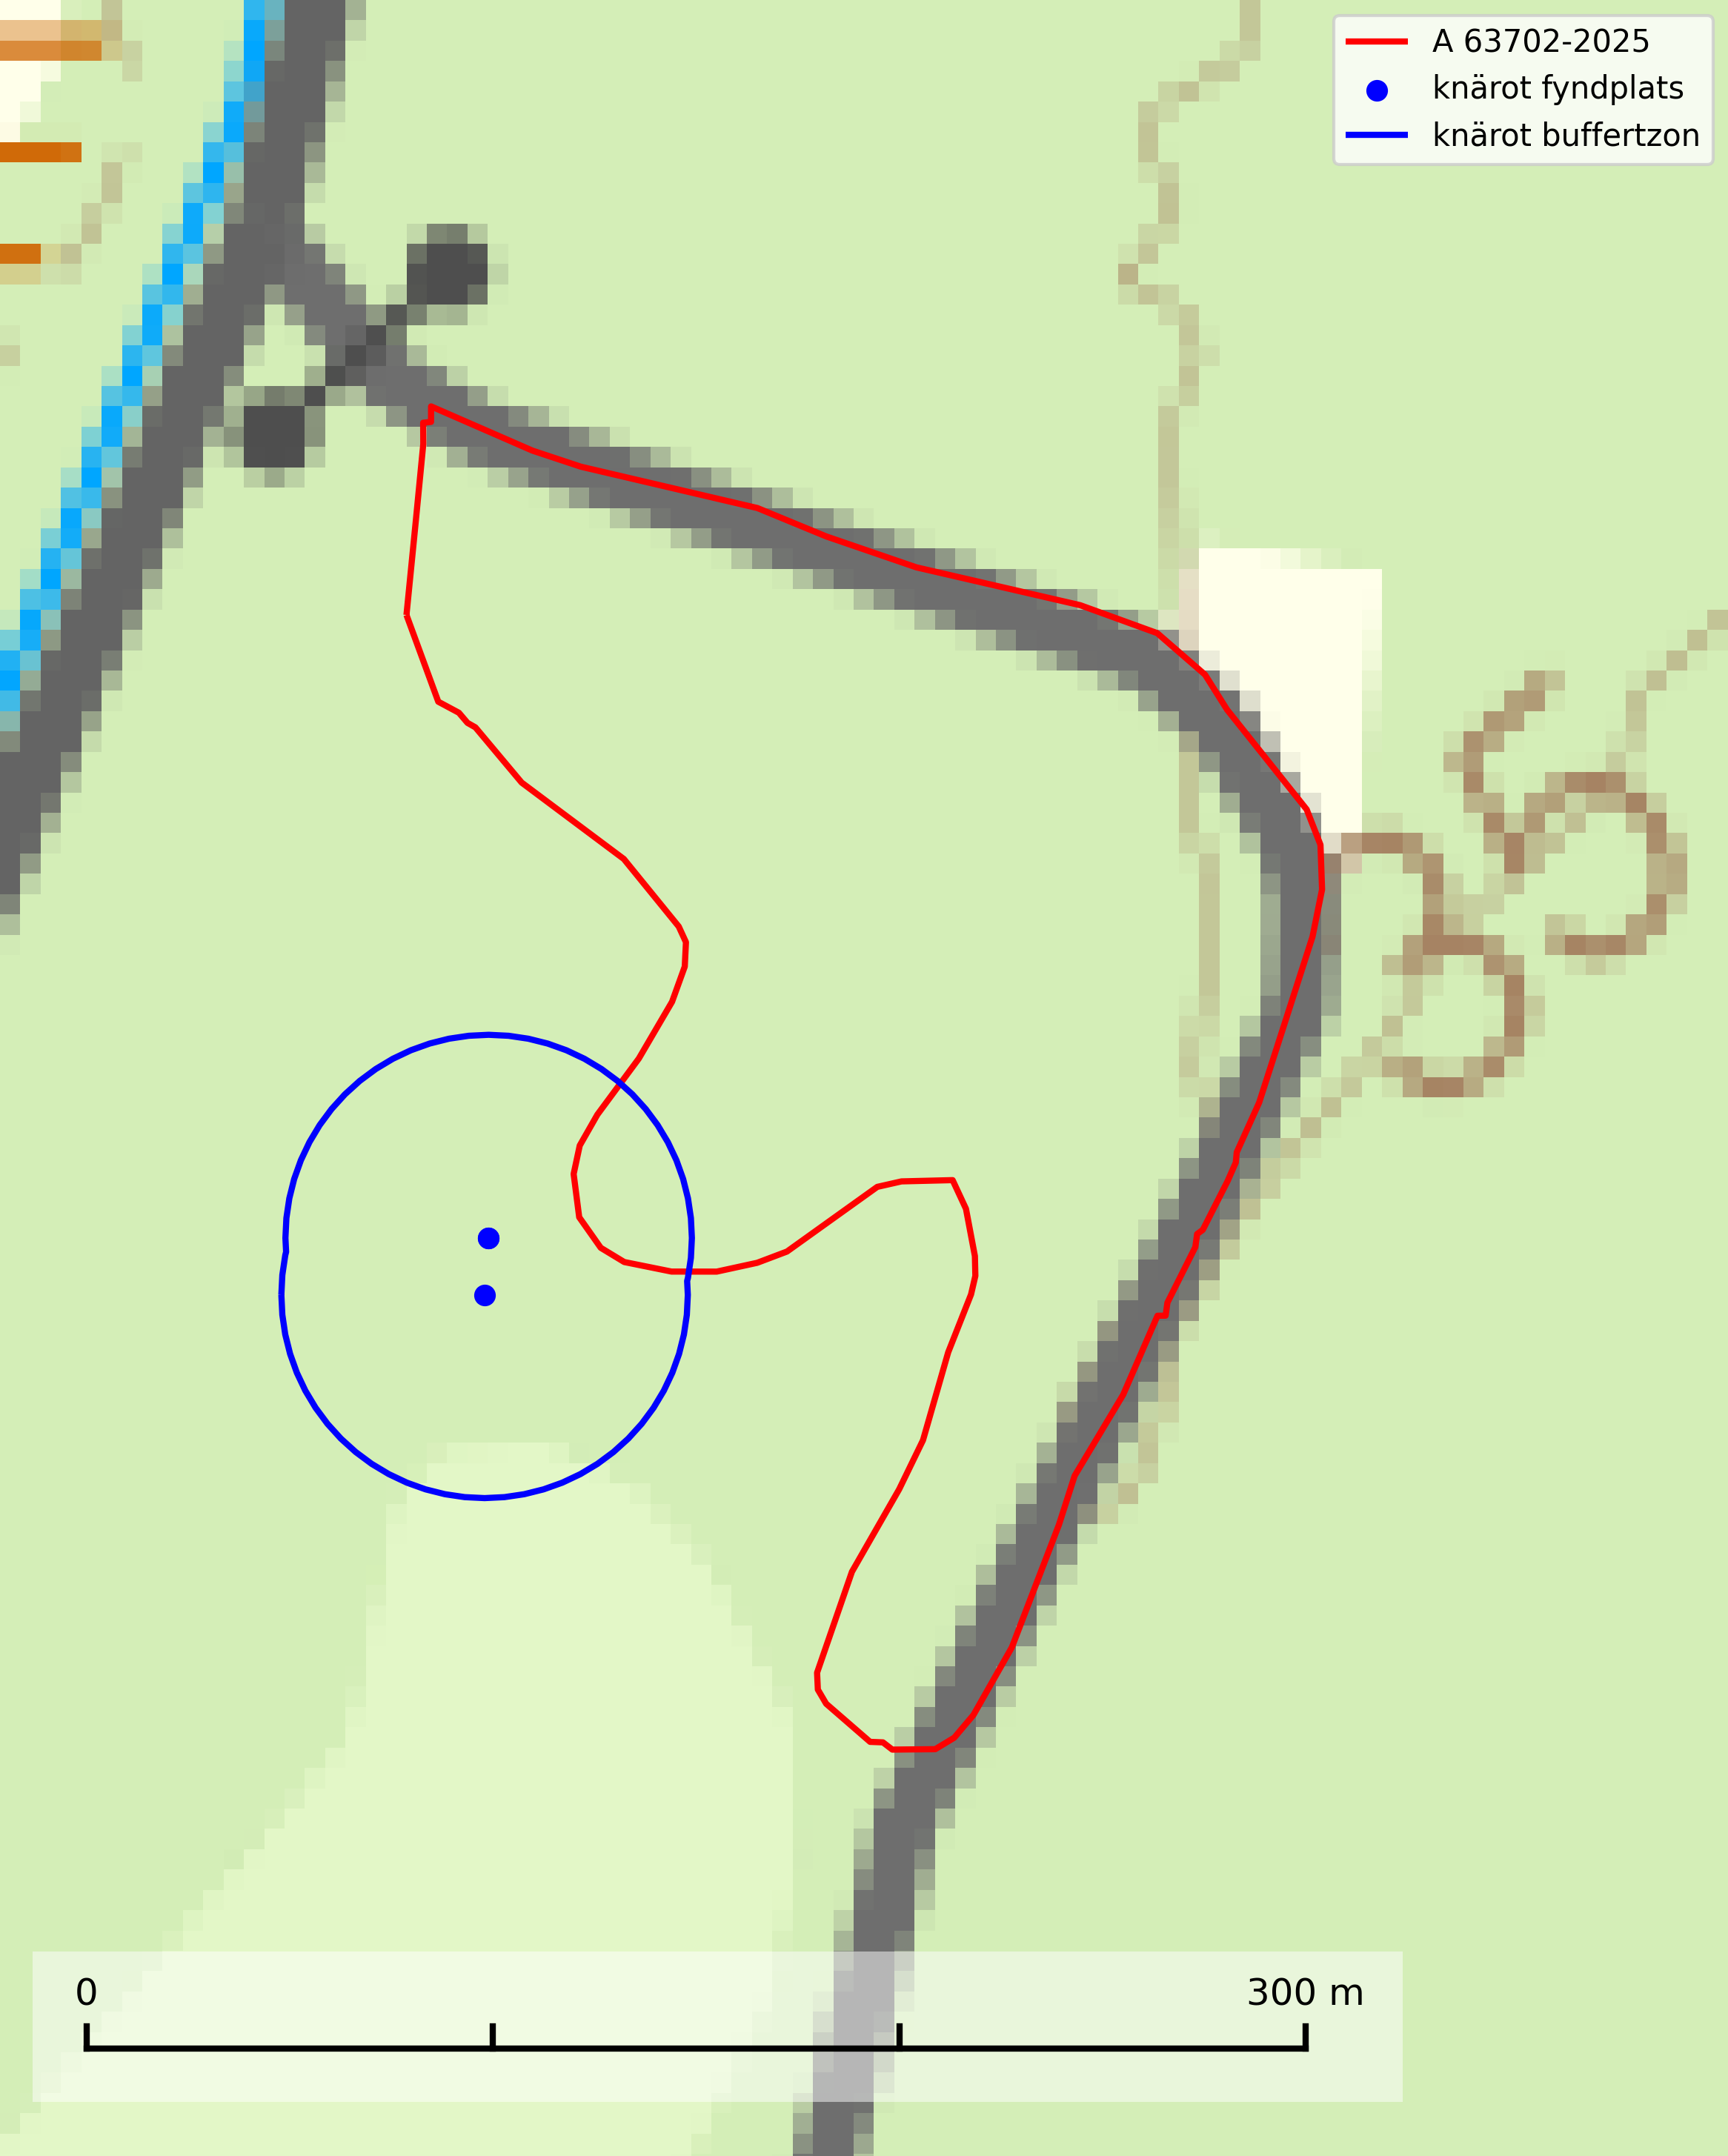 A 63702-2025
knärot fyndplats
knärot buffertzon
0
300 m